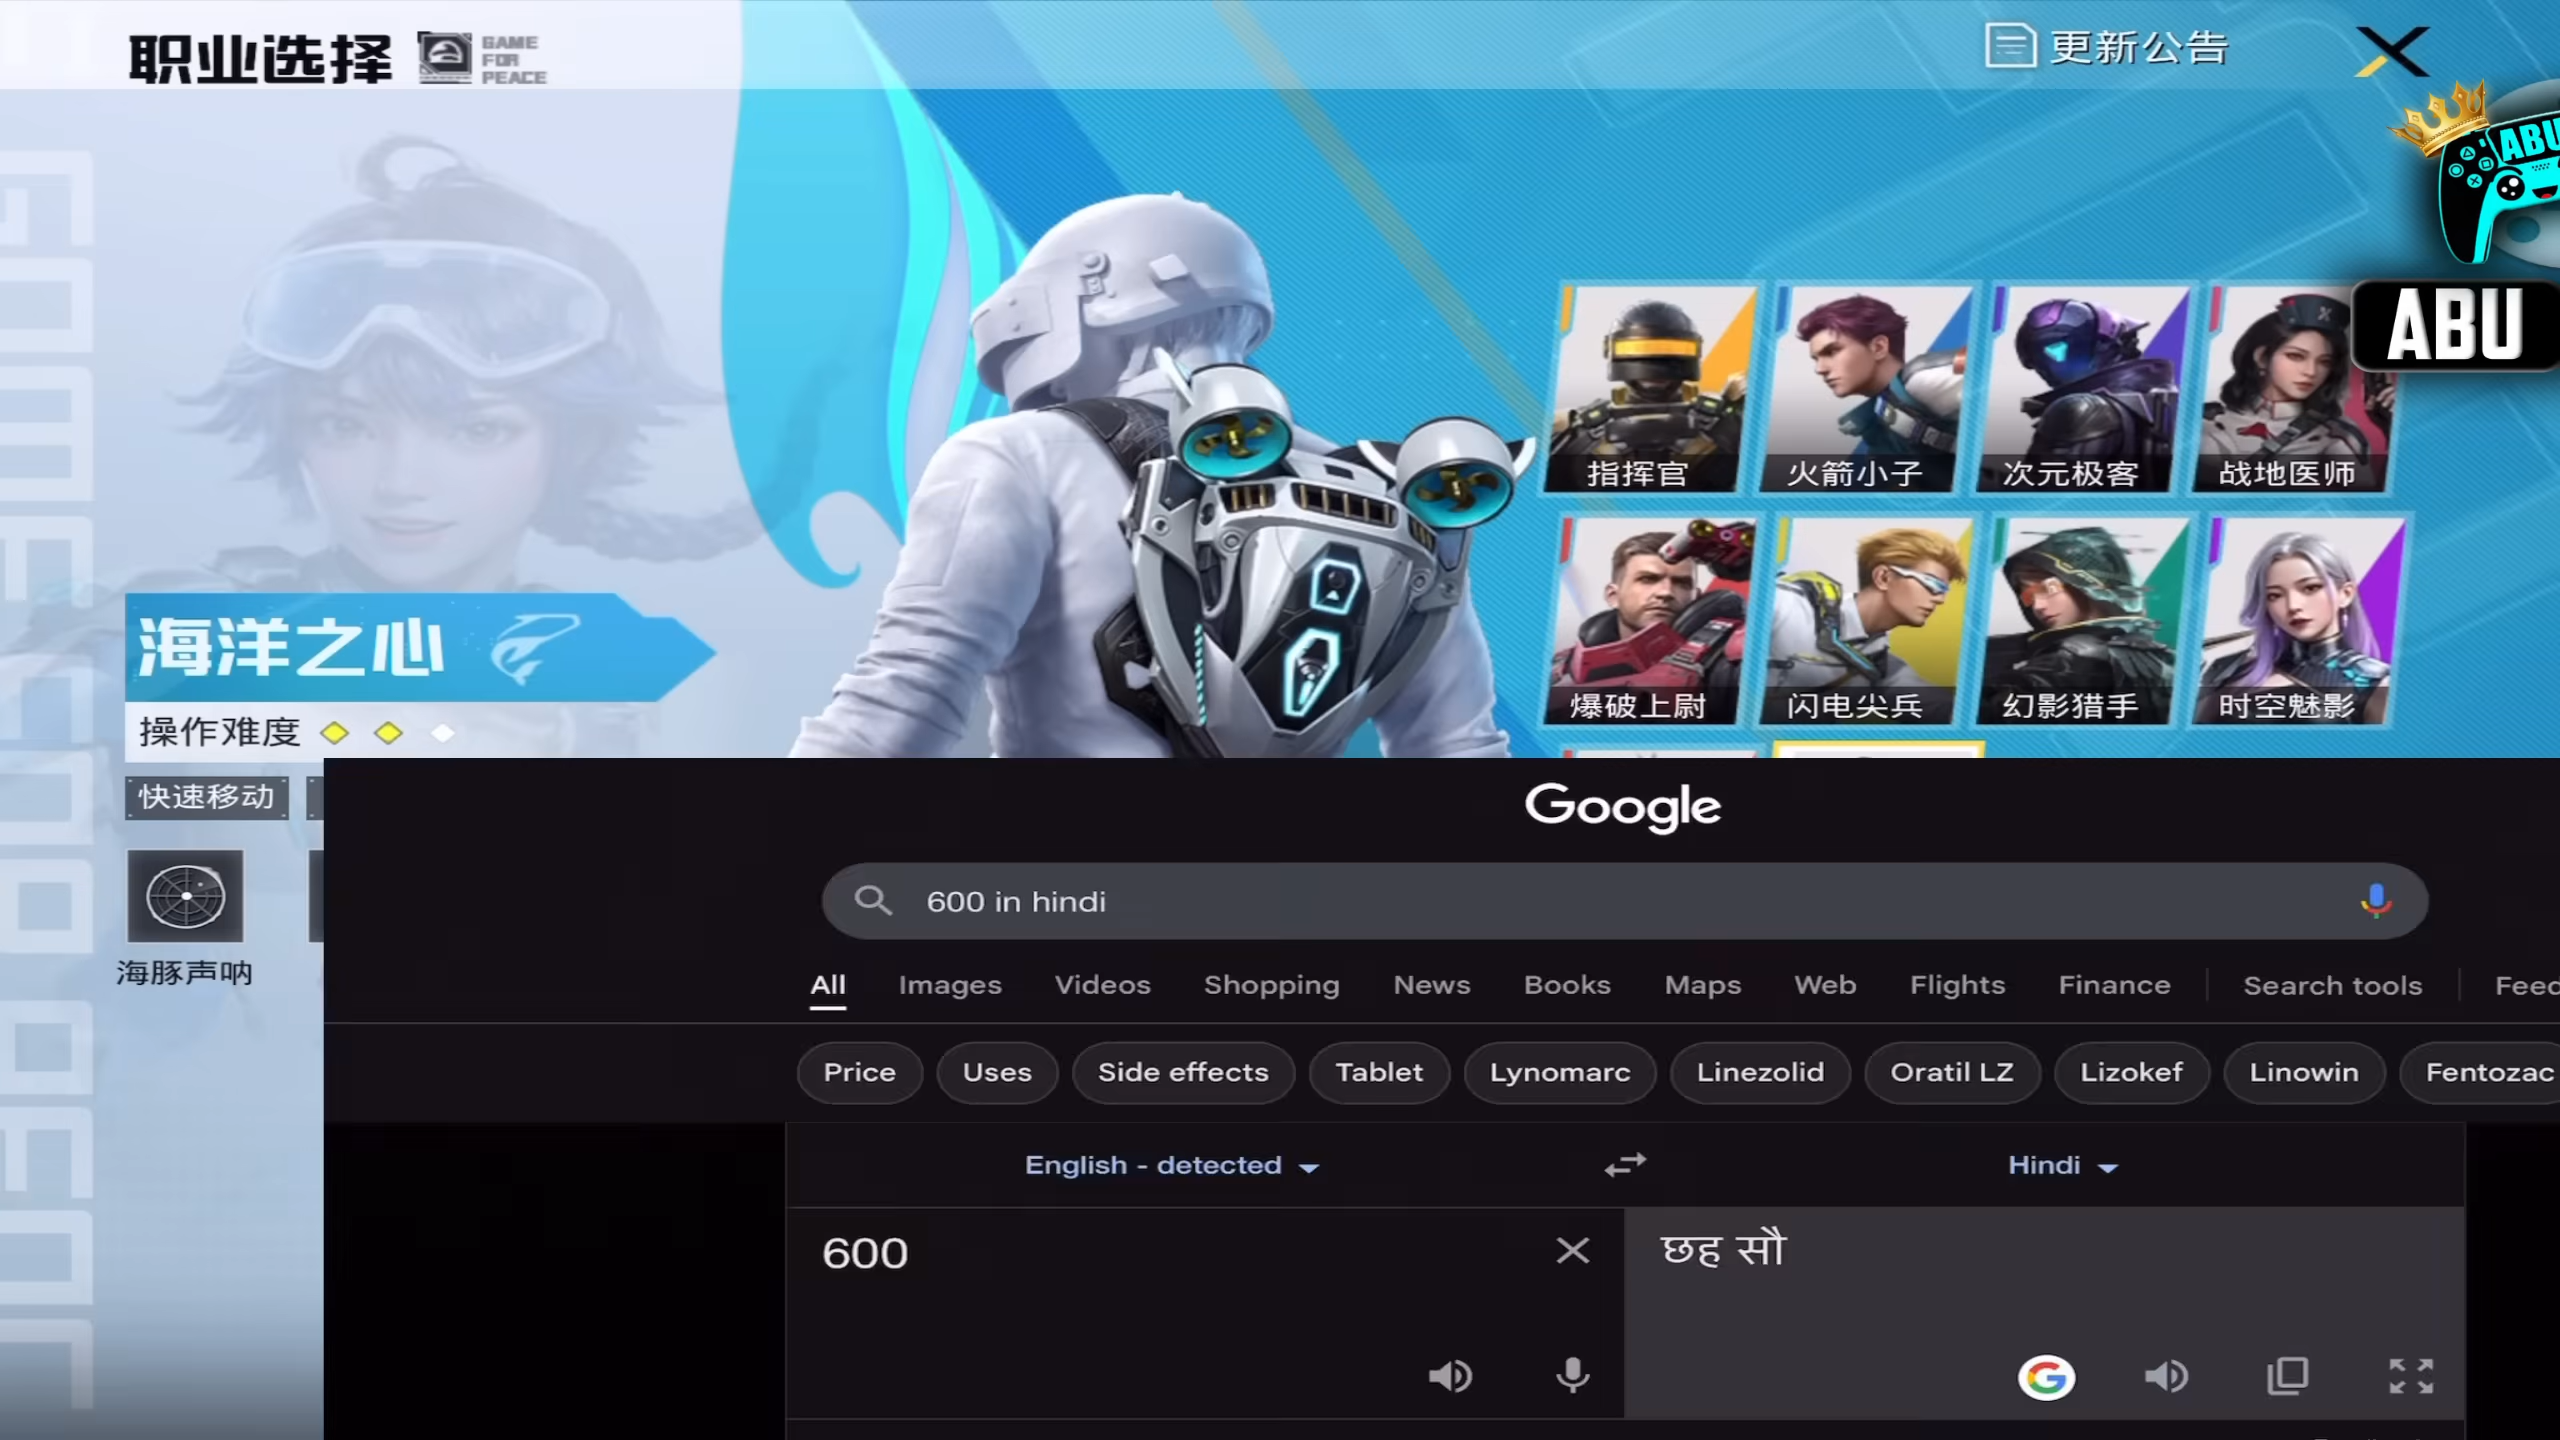 职业选择
GAME
FOR
PEACE
更新公告
ABU
ABU
指挥官
火箭小子
次元极客
战地医师
爆破上尉
闪电尖兵
幻影猎手
时空魅影
海洋之心
操作难度
快速移动
海豚声呐
Google
600 in hindi
All Images Videos Shopping News Books Maps Web Flights Finance Search tools Feed
Price Uses Side effects Tablet Lynomarc Linezolid Oratil LZ Lizokef Linowin Fentozac
English - detected
Hindi
600
छह सौ